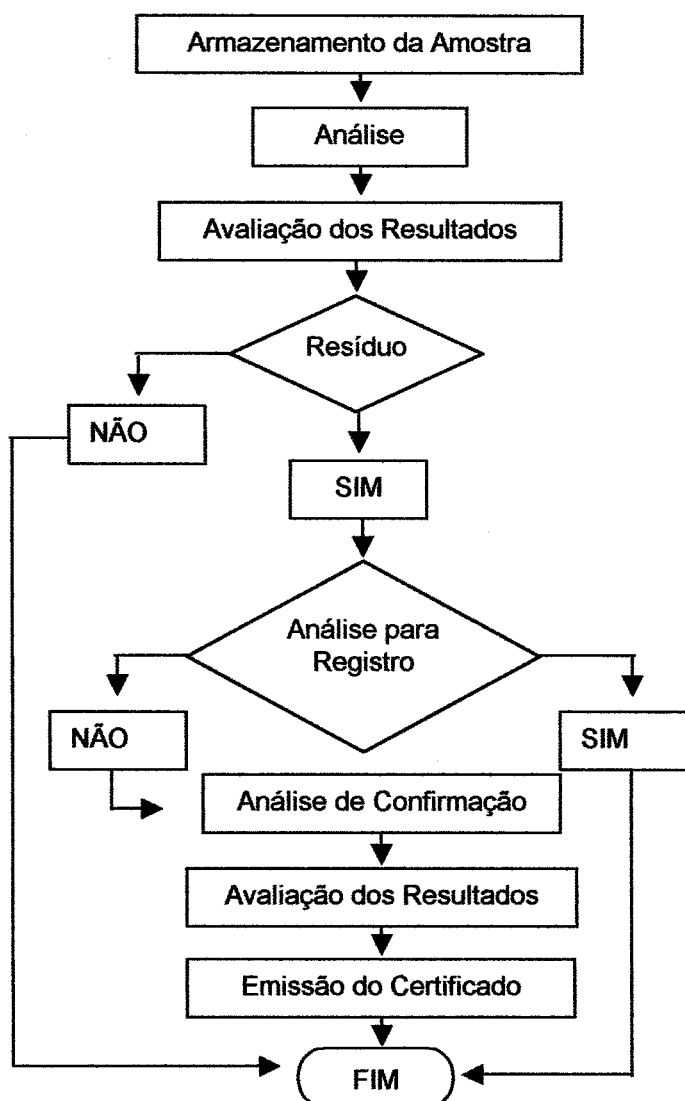 Armazenamento da Amostra
Análise
Avaliação dos Resultados
Resíduo
NÃO
SIM
Análise para
Registro
NÃO
SIM
Análise de Confirmação
Avaliação dos Resultados
Emissão do Certificado
FIM